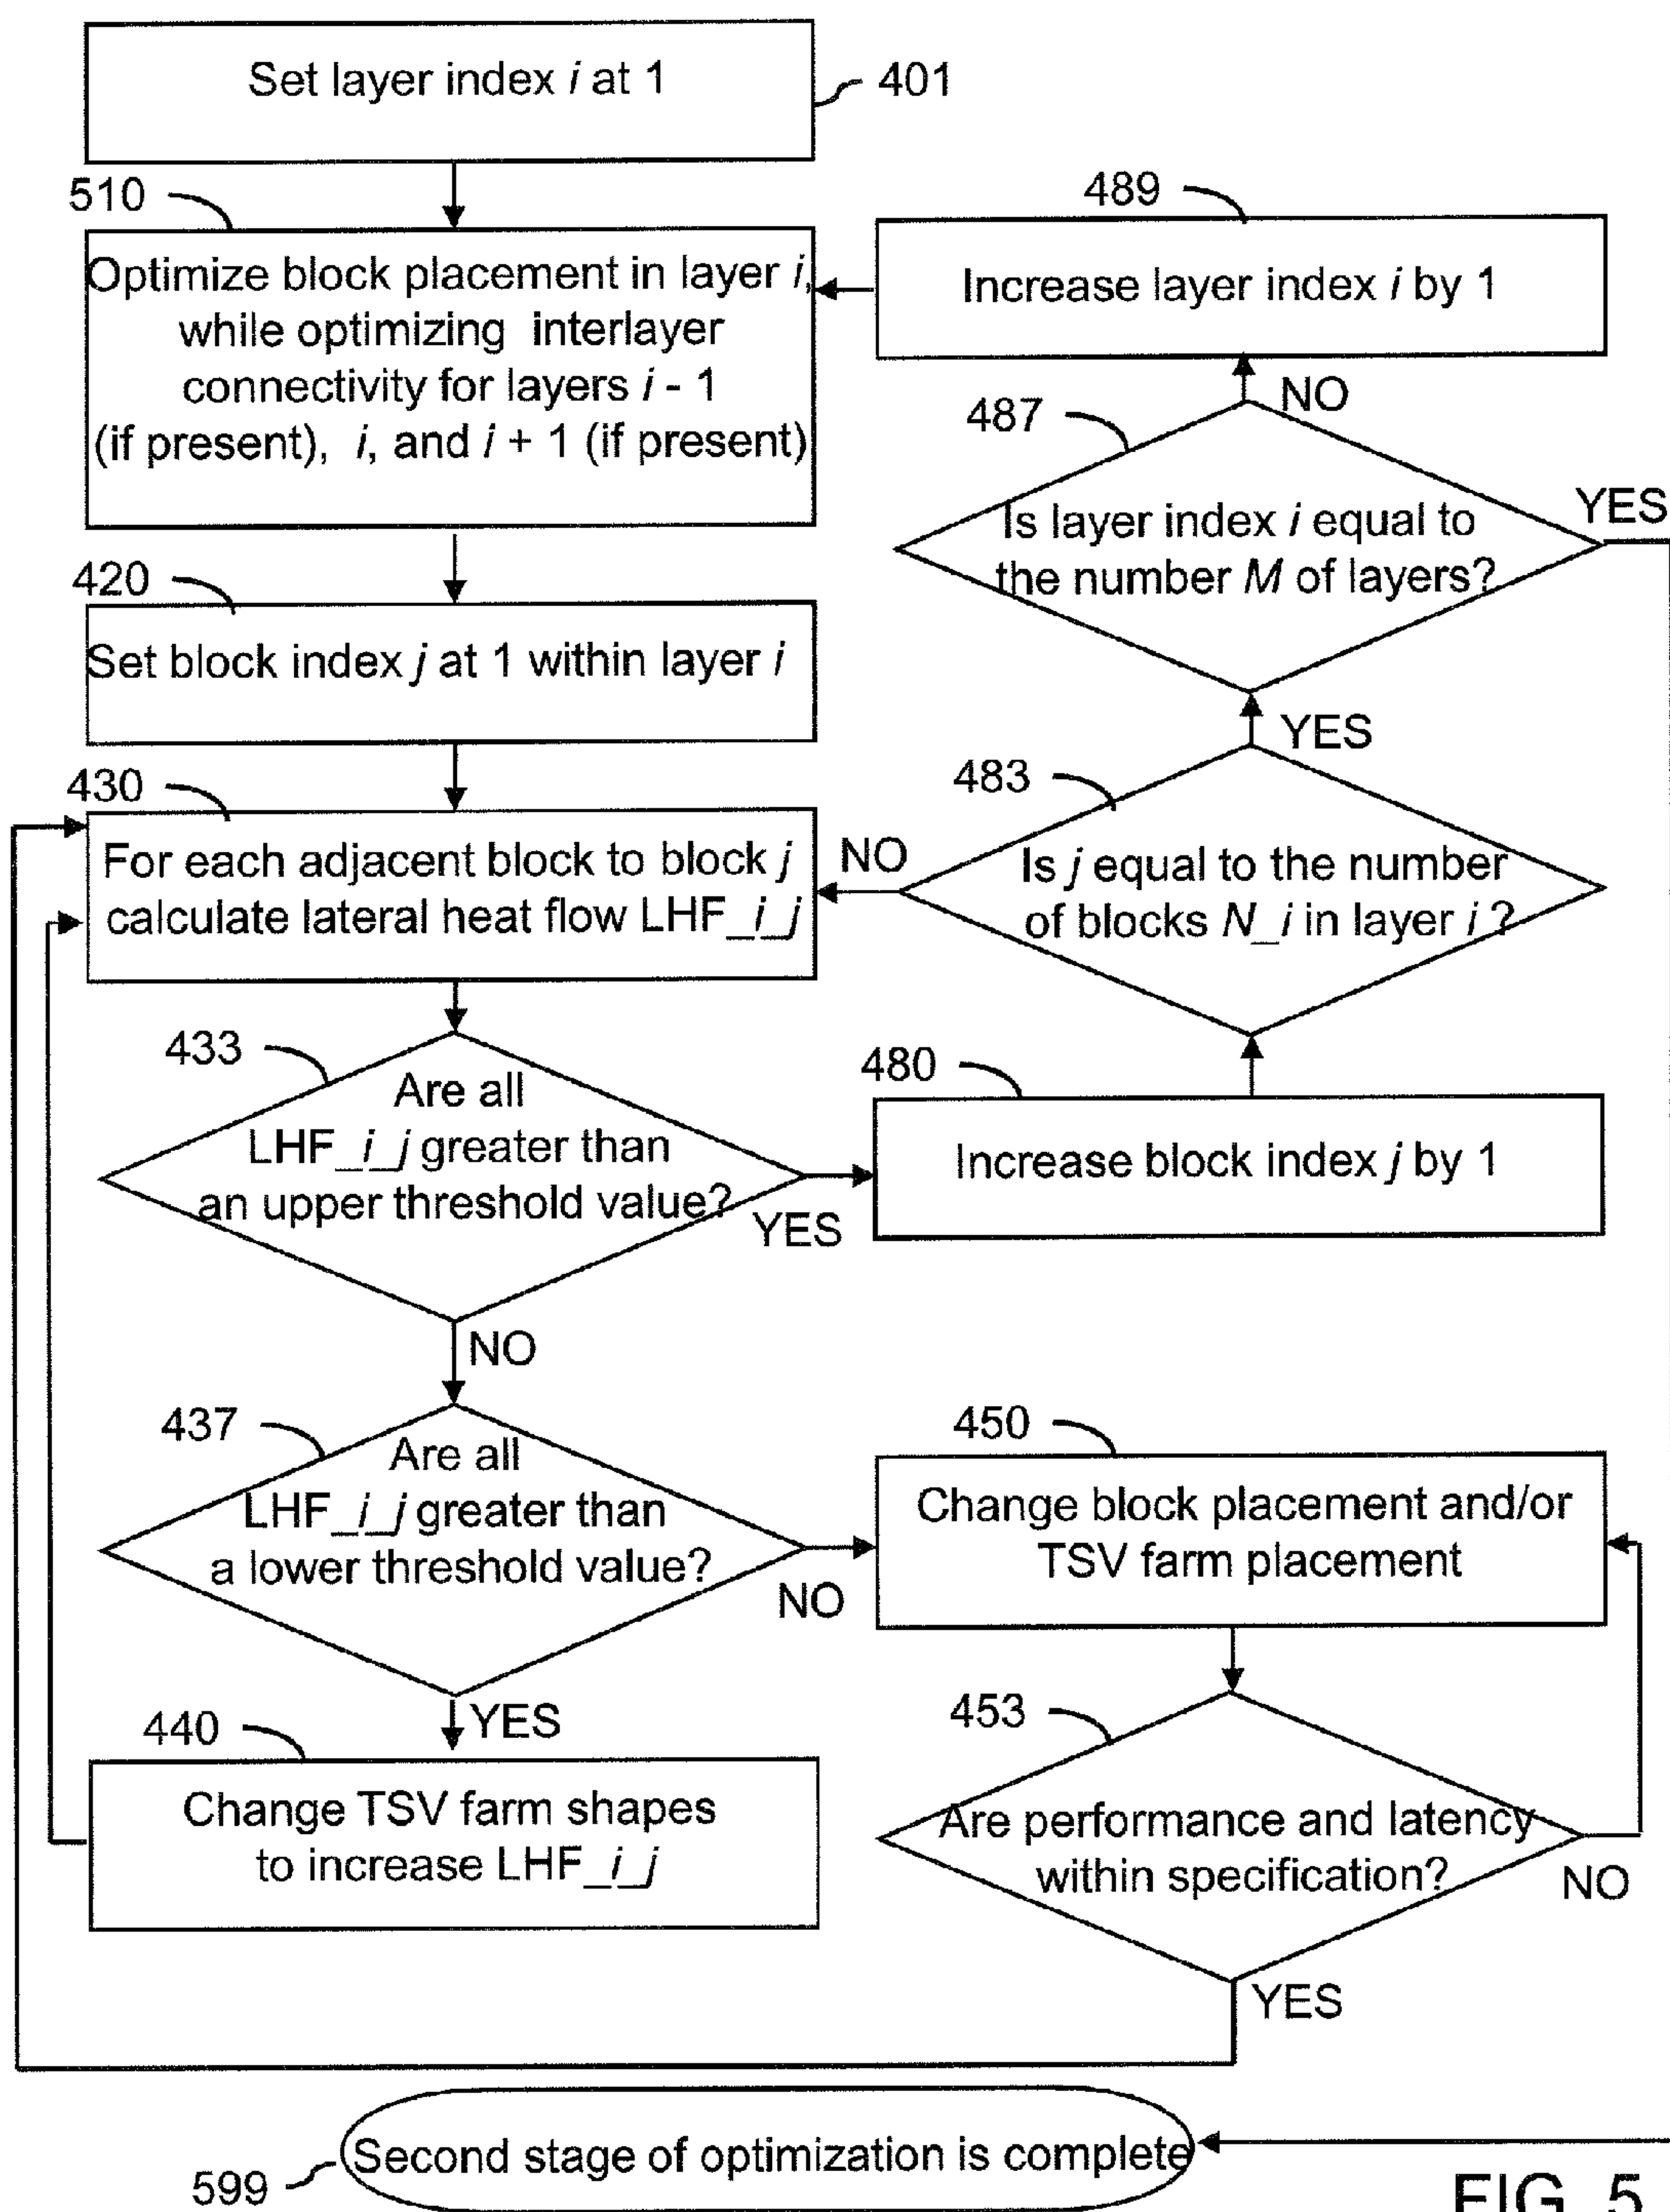 Set layer index i at 1
401
510
Optimize block placement in layer i,
while optimizing interlayer
connectivity for layers i - 1
(if present), i, and i + 1 (if present)
489
Increase layer index i by 1
NO
487
Is layer index i equal to
the number M of layers?
YES
420
Set block index j at 1 within layer i
YES
430
For each adjacent block to block j
calculate lateral heat flow LHF_i_j
NO
483
Is j equal to the number
of blocks N_i in layer i ?
433
Are all
LHF_i_j greater than
an upper threshold value?
YES
480
Increase block index j by 1
NO
437
Are all
LHF_i_j greater than
a lower threshold value?
NO
450
Change block placement and/or
TSV farm placement
YES
440
Change TSV farm shapes
to increase LHF_i_j
453
Are performance and latency
within specification?
NO
YES
Second stage of optimization is complete
599
FIG. 5